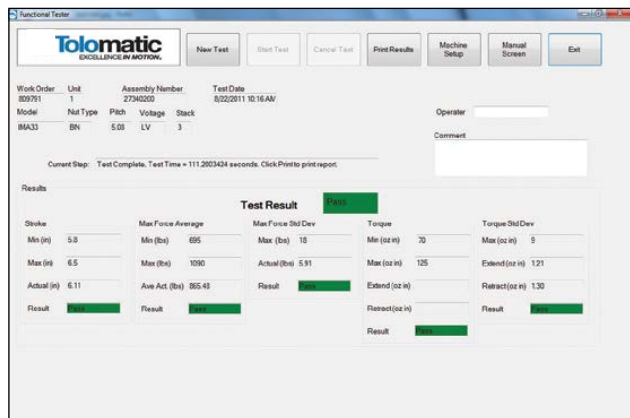 Functional Tester
Tolomatic
EXCELLENCE IN MOTION.
New Test
Start Test
Cancel Test
Print Results
Machine Setup
Manual Screen
Exit
Work Order Unit Assembly Number Test Date
809791 1 27340200 8/22/2011 10:16 AM
Model Nut Type Pitch Voltage Stack
IMA33 BN 5.08 LV 3
Operater
Comment
Current Step: Test Complete, Test Time = 111.2003424 seconds. Click Print to print report.
Results
Test Result Pass
Stroke Max Force Average Max Force Std Dev Torque Torque Std Dev
Min (in) 5.8 Min (lbs) 695 Max (lbs) 18 Min (oz in) 70 Max (oz in) 9
Max (in) 6.5 Max (lbs) 1090 Actual (lbs) 5.91 Max (oz in) 125 Extend (oz in) 1.21
Actual (in) 6.11 Ave Act. (lbs) 865.48 Result Pass Extend (oz in) Retract (oz in) 1.30
Result Pass Result Pass Retract (oz in) Result Pass
Result Pass